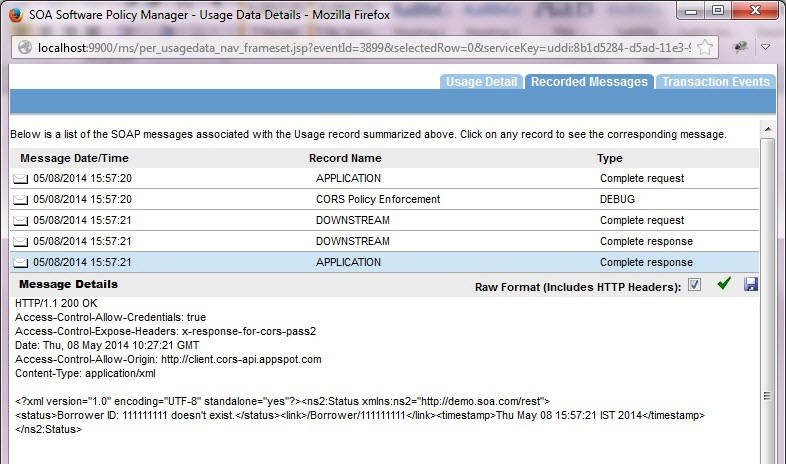 SOA Software Policy Manager - Usage Data Details - Mozilla Firefox
localhost:9900/ms/per_usagedata_nav_frameset.jsp?eventId=3899&selectedRow=0&serviceKey=uddi:8b1d5284-d5ad-11e3-
Usage Detail Recorded Messages Transaction Events
Below is a list of the SOAP messages associated with the Usage record summarized above. Click on any record to see the corresponding message.
Message Date/Time Record Name Type
05/08/2014 15:57:20 APPLICATION Complete request
05/08/2014 15:57:20 CORS Policy Enforcement DEBUG
05/08/2014 15:57:21 DOWNSTREAM Complete request
05/08/2014 15:57:21 DOWNSTREAM Complete response
05/08/2014 15:57:21 APPLICATION Complete response
Message Details Raw Format (Includes HTTP Headers):
HTTP/1.1 200 OK
Access-Control-Allow-Credentials: true
Access-Control-Expose-Headers: x-response-for-cors-pass2
Date: Thu, 08 May 2014 10:27:21 GMT
Access-Control-Allow-Origin: http://client.cors-api.appspot.com
Content-Type: application/xml
<?xml version="1.0" encoding="UTF-8" standalone="yes"?><ns2:Status xmlns:ns2="http://demo.soa.com/rest">
<status>Borrower ID: 111111111 doesn't exist.</status><link>/Borrower/111111111</link><timestamp>Thu May 08 15:57:21 IST 2014</timestamp>
</ns2:Status>